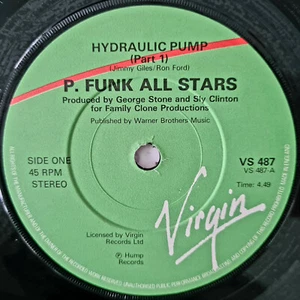 HYDRAULIC PUMP
(Part 1)
(Jimmy Giles/Ron Ford)
P. FUNK ALL STARS
Produced by George Stone and Sly Clinton
for Family Clone Productions
Published by Warner Brothers Music
SIDE ONE
45 RPM
STEREO
VS 487
VS 487-A
Time: 4.49
Licensed by Virgin
Records Ltd
℗ Hump
Records
Virgin